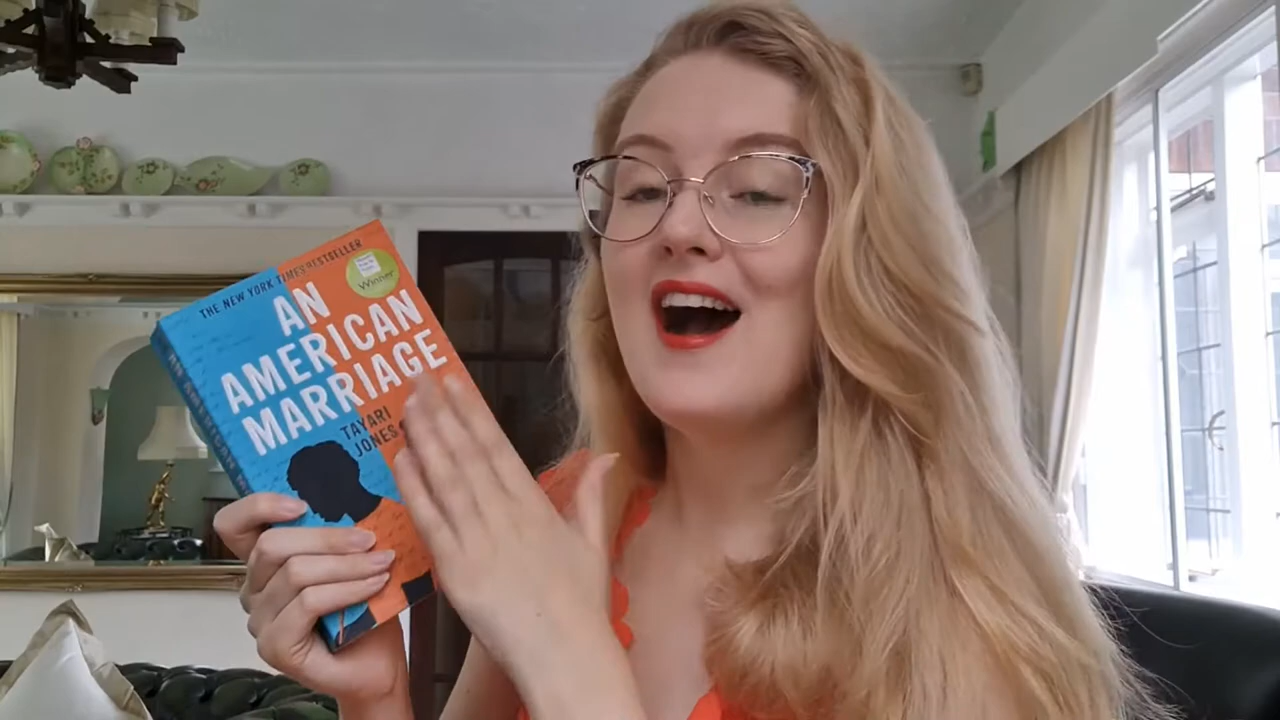 THE NEW YORK TIMES BESTSELLER
Winner
AN
AMERICAN
MARRIAGE
TAYARI
JONES